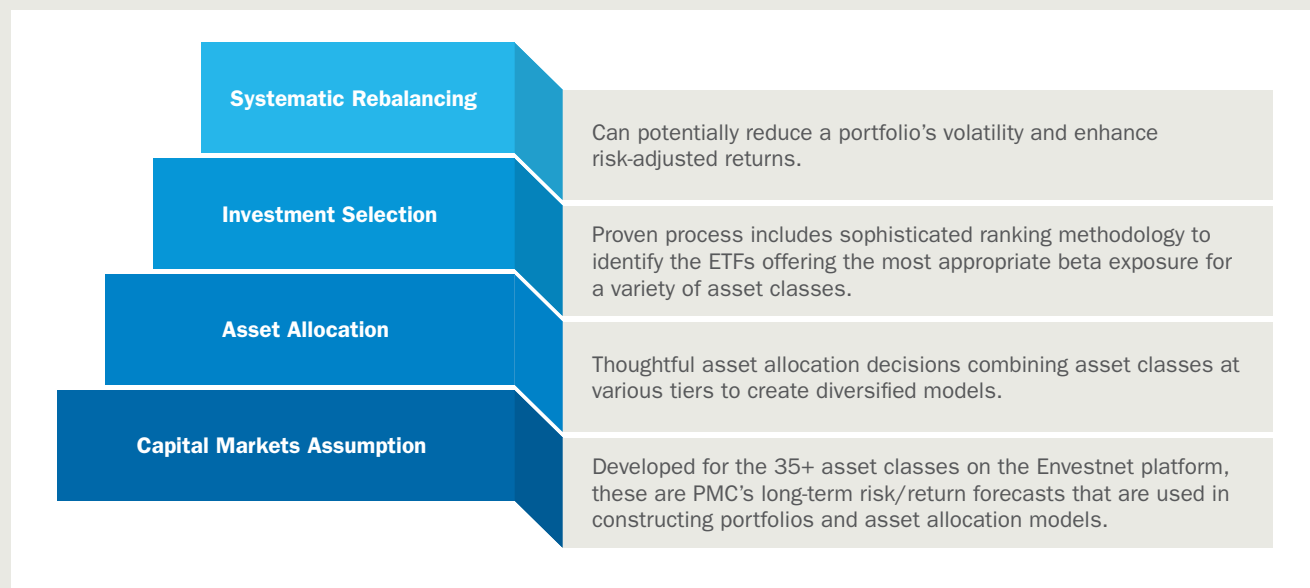 Systematic Rebalancing
Can potentially reduce a portfolio’s volatility and enhance
risk-adjusted returns.
Investment Selection
Proven process includes sophisticated ranking methodology to
identify the ETFs offering the most appropriate beta exposure for
a variety of asset classes.
Asset Allocation
Thoughtful asset allocation decisions combining asset classes at
various tiers to create diversified models.
Capital Markets Assumption
Developed for the 35+ asset classes on the Envestnet platform,
these are PMC’s long-term risk/return forecasts that are used in
constructing portfolios and asset allocation models.